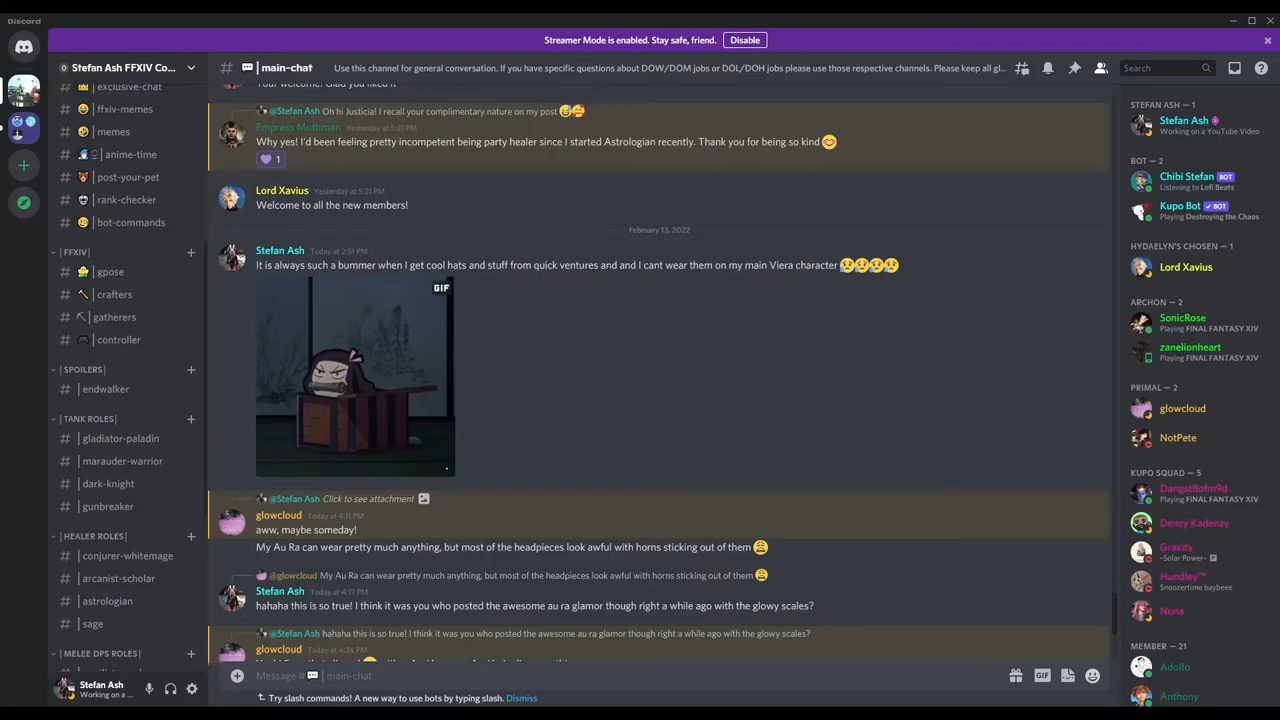 Discord
Streamer Mode is enabled. Stay safe, friend.
Disable
Stefan Ash FFXIV Co...
exclusive-chat
ffxiv-memes
memes
anime-time
post-your-pet
rank-checker
bot-commands
| FFXIV |
gpose
crafters
gatherers
controller
| SPOILERS |
endwalker
| TANK ROLES |
gladiator-paladin
marauder-warrior
dark-knight
gunbreaker
| HEALER ROLES |
conjurer-whitemage
arcanist-scholar
astrologian
sage
| MELEE DPS ROLES |
Stefan Ash
Working on a ...
# 💬 | main-chat
Use this channel for general conversation. If you have specific questions about DOW/DOM jobs or DOL/DOH jobs please use those respective channels. Please keep all gl...
Search
Your welcome! Glad you liked it
@Stefan Ash Oh hi Justicia! I recall your complimentary nature on my post 😅🥰
Empress Mothman Yesterday at 5:21 PM
Why yes! I'd been feeling pretty incompetent being party healer since I started Astrologian recently. Thank you for being so kind 😊
💜 1
Lord Xavius Yesterday at 5:21 PM
Welcome to all the new members!
February 13, 2022
Stefan Ash Today at 2:51 PM
It is always such a bummer when I get cool hats and stuff from quick ventures and and I cant wear them on my main Viera character 😢😢😢😢
GIF
@Stefan Ash Click to see attachment
glowcloud Today at 4:11 PM
aww, maybe someday!
My Au Ra can wear pretty much anything, but most of the headpieces look awful with horns sticking out of them 😩
@glowcloud My Au Ra can wear pretty much anything, but most of the headpieces look awful with horns sticking out of them 😩
Stefan Ash Today at 4:17 PM
hahaha this is so true! I think it was you who posted the awesome au ra glamor though right a while ago with the glowy scales?
@Stefan Ash hahaha this is so true! I think it was you who posted the awesome au ra glamor though right a while ago with the glowy scales?
glowcloud Today at 4:24 PM
Message #💬 | main-chat
GIF
Try slash commands! A new way to use bots by typing slash. Dismiss
STEFAN ASH — 1
Stefan Ash
Working on a YouTube Video
BOT — 2
Chibi Stefan BOT
Listening to Lofi Beats
Kupo Bot ✓ BOT
Playing Destroying the Chaos
HYDAELYN'S CHOSEN — 1
Lord Xavius
ARCHON — 2
SonicRose
Playing FINAL FANTASY XIV
zanelionheart
Playing FINAL FANTASY XIV
PRIMAL — 2
glowcloud
NotPete
KUPO SQUAD — 5
Dangst8ofm9d
Playing FINAL FANTASY XIV
Denzy Kadenzy
Gravity
~Solar Power~
Hundley™
Snoozertime baybeee
Nona
MEMBER — 21
Adolfo
Anthony